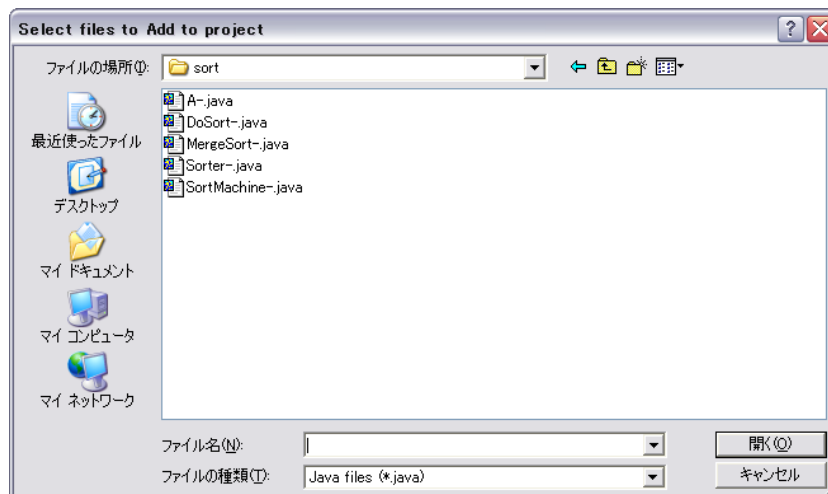 Select files to Add to project
ファイルの場所(I):
sort
A-.java
DoSort-.java
MergeSort-.java
Sorter-.java
SortMachine-.java
最近使ったファイル
デスクトップ
マイ ドキュメント
マイ コンピュータ
マイ ネットワーク
ファイル名(N):
開く(O)
ファイルの種類(T):
Java files (*.java)
キャンセル